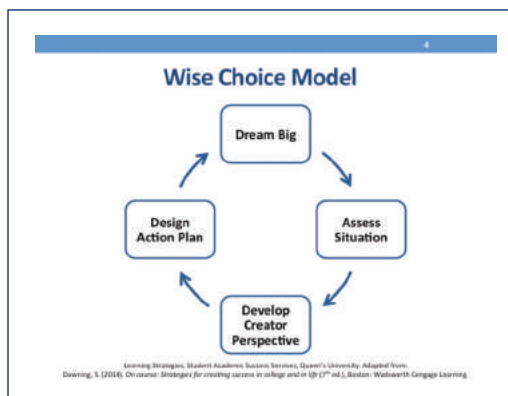 4
Wise Choice Model
Dream Big
Design
Action Plan
Assess
Situation
Develop
Creator
Perspective
Learning Strategies, Student Academic Success Services, Queen's University. Adapted from:
Downing, S. (2014). On course: Strategies for creating success in college and in life (7th ed.), Boston: Wadsworth Cengage Learning.